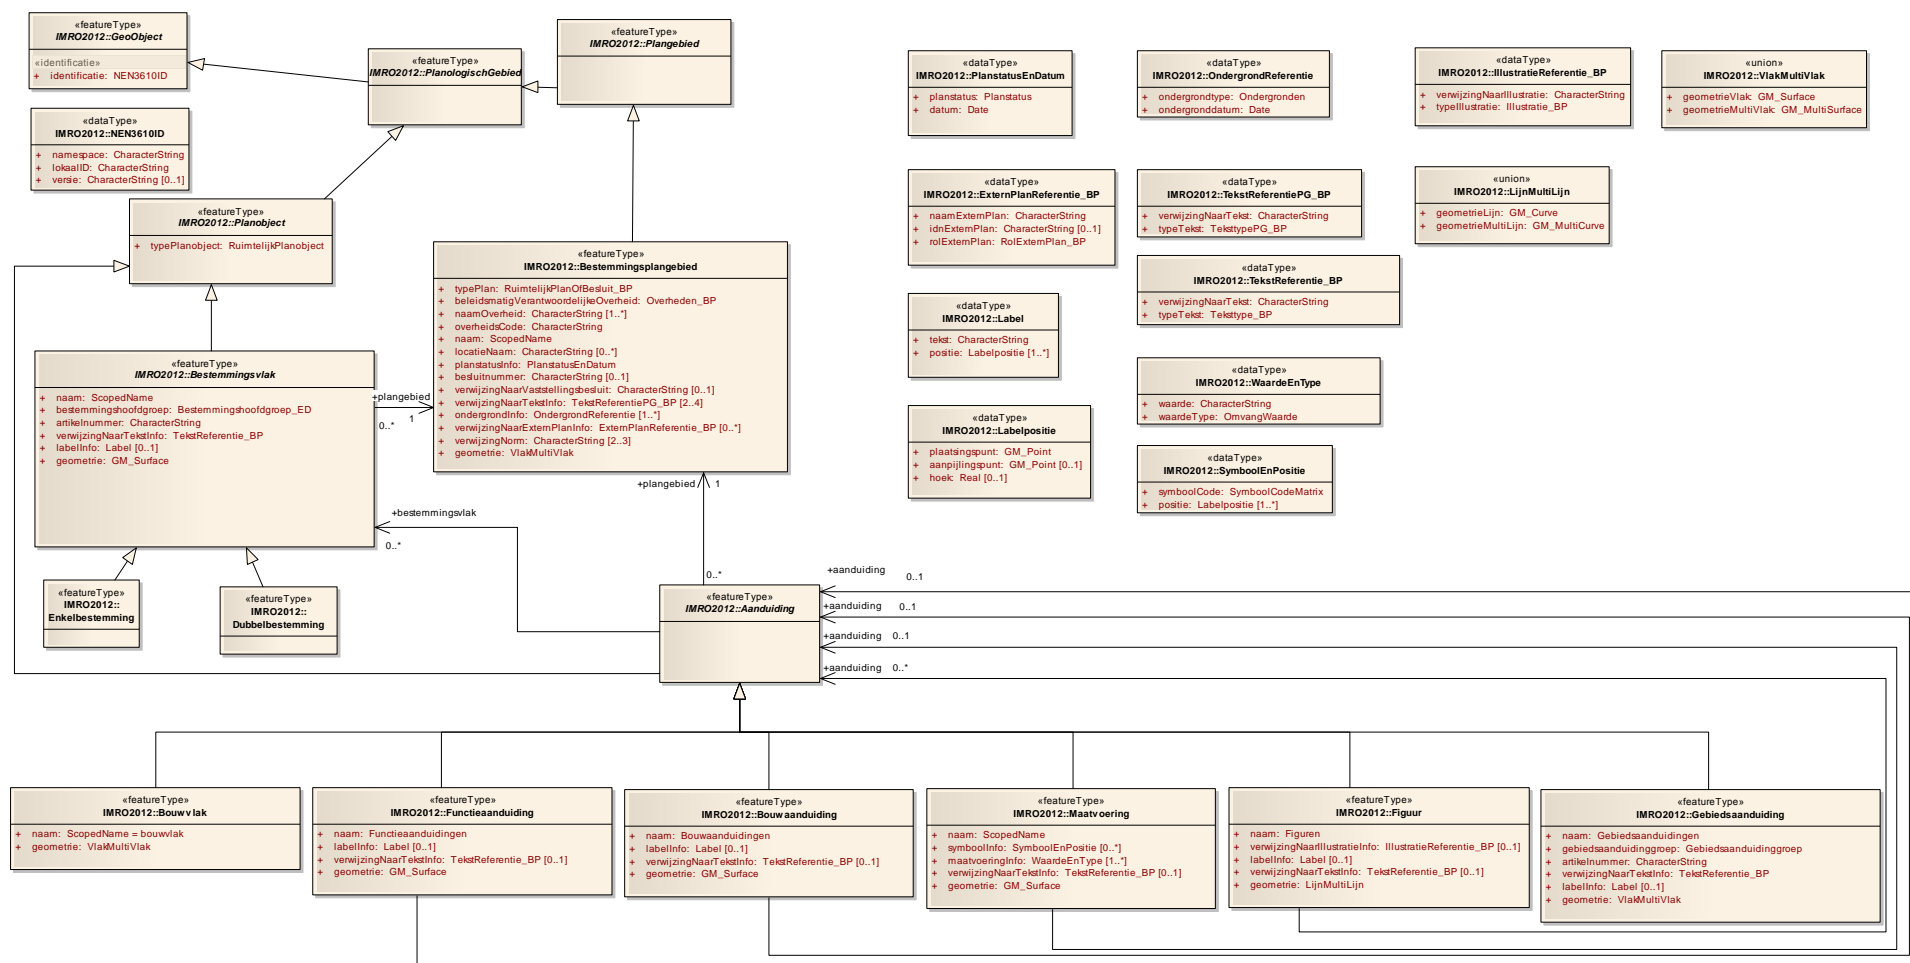 «featureType»
IMRO2012::GeoObject
«identificatie»
+ identificatie: NEN3610ID
«featureType»
IMRO2012::PlanologischGebied
«featureType»
IMRO2012::Plangebied
«dataType»
IMRO2012::NEN3610ID
+ namespace: CharacterString
+ lokaalID: CharacterString
+ versie: CharacterString [0..1]
«featureType»
IMRO2012::Planobject
+ typePlanobject: RuimtelijkPlanobject
«featureType»
IMRO2012::Bestemmingsplangebied
+ typePlan: RuimtelijkPlanOfBesluit_BP
+ beleidsmatigVerantwoordelijkeOverheid: Overheden_BP
+ naamOverheid: CharacterString [1..*]
+ overheidsCode: CharacterString
+ naam: ScopedName
+ locatieNaam: CharacterString [0..*]
+ planstatusInfo: PlanstatusEnDatum
+ besluitnummer: CharacterString [0..1]
+ verwijzingNaarVaststellingsbesluit: CharacterString [0..1]
+ verwijzingNaarTekstInfo: TekstReferentiePG_BP [2..4]
+ ondergrondInfo: OndergrondReferentie [1..*]
+ verwijzingNaarExternPlanInfo: ExternPlanReferentie_BP [0..*]
+ verwijzingNorm: CharacterString [2..3]
+ geometrie: VlakMultiVlak
«featureType»
IMRO2012::Bestemmingsvlak
+ naam: ScopedName
+ bestemmingshoofdgroep: Bestemmingshoofdgroep_ED
+ artikelnummer: CharacterString
+ verwijzingNaarTekstInfo: TekstReferentie_BP
+ labelInfo: Label [0..1]
+ geometrie: GM_Surface
+plangebied
0..*
1
+plangebied
1
0..*
+bestemmingsvlak
0..*
«featureType»
IMRO2012::
Enkelbestemming
«featureType»
IMRO2012::
Dubbelbestemming
«featureType»
IMRO2012::Aanduiding
+aanduiding
0..1
+aanduiding
0..1
+aanduiding
0..1
+aanduiding
0..*
«dataType»
IMRO2012::PlanstatusEnDatum
+ planstatus: Planstatus
+ datum: Date
«dataType»
IMRO2012::OndergrondReferentie
+ ondergrondtype: Ondergronden
+ ondergronddatum: Date
«dataType»
IMRO2012::IllustratieReferentie_BP
+ verwijzingNaarIllustratie: CharacterString
+ typeIllustratie: Illustratie_BP
«union»
IMRO2012::VlakMultiVlak
+ geometrieVlak: GM_Surface
+ geometrieMultiVlak: GM_MultiSurface
«dataType»
IMRO2012::ExternPlanReferentie_BP
+ naamExternPlan: CharacterString
+ idnExternPlan: CharacterString [0..1]
+ rolExternPlan: RolExternPlan_BP
«dataType»
IMRO2012::TekstReferentiePG_BP
+ verwijzingNaarTekst: CharacterString
+ typeTekst: TeksttypePG_BP
«union»
IMRO2012::LijnMultiLijn
+ geometrieLijn: GM_Curve
+ geometrieMultiLijn: GM_MultiCurve
«dataType»
IMRO2012::Label
+ tekst: CharacterString
+ positie: Labelpositie [1..*]
«dataType»
IMRO2012::TekstReferentie_BP
+ verwijzingNaarTekst: CharacterString
+ typeTekst: Teksttype_BP
«dataType»
IMRO2012::WaardeEnType
+ waarde: CharacterString
+ waardeType: OmvangWaarde
«dataType»
IMRO2012::Labelpositie
+ plaatsingspunt: GM_Point
+ aanpijlingspunt: GM_Point [0..1]
+ hoek: Real [0..1]
«dataType»
IMRO2012::SymboolEnPositie
+ symboolCode: SymboolCodeMatrix
+ positie: Labelpositie [1..*]
«featureType»
IMRO2012::Bouwvlak
+ naam: ScopedName = bouwvlak
+ geometrie: VlakMultiVlak
«featureType»
IMRO2012::Functieaanduiding
+ naam: Functieaanduidingen
+ labelInfo: Label [0..1]
+ verwijzingNaarTekstInfo: TekstReferentie_BP [0..1]
+ geometrie: GM_Surface
«featureType»
IMRO2012::Bouwaanduiding
+ naam: Bouwaanduidingen
+ labelInfo: Label [0..1]
+ verwijzingNaarTekstInfo: TekstReferentie_BP [0..1]
+ geometrie: GM_Surface
«featureType»
IMRO2012::Maatvoering
+ naam: ScopedName
+ symboolInfo: SymboolEnPositie [0..*]
+ maatvoeringInfo: WaardeEnType [1..*]
+ verwijzingNaarTekstInfo: TekstReferentie_BP [0..1]
+ geometrie: GM_Surface
«featureType»
IMRO2012::Figuur
+ naam: Figuren
+ verwijzingNaarIllustratieInfo: IllustratieReferentie_BP [0..1]
+ labelInfo: Label [0..1]
+ verwijzingNaarTekstInfo: TekstReferentie_BP [0..1]
+ geometrie: LijnMultiLijn
«featureType»
IMRO2012::Gebiedsaanduiding
+ naam: Gebiedsaanduidingen
+ gebiedsaanduidinggroep: Gebiedsaanduidinggroep
+ artikelnummer: CharacterString
+ verwijzingNaarTekstInfo: TekstReferentie_BP
+ labelInfo: Label [0..1]
+ geometrie: VlakMultiVlak